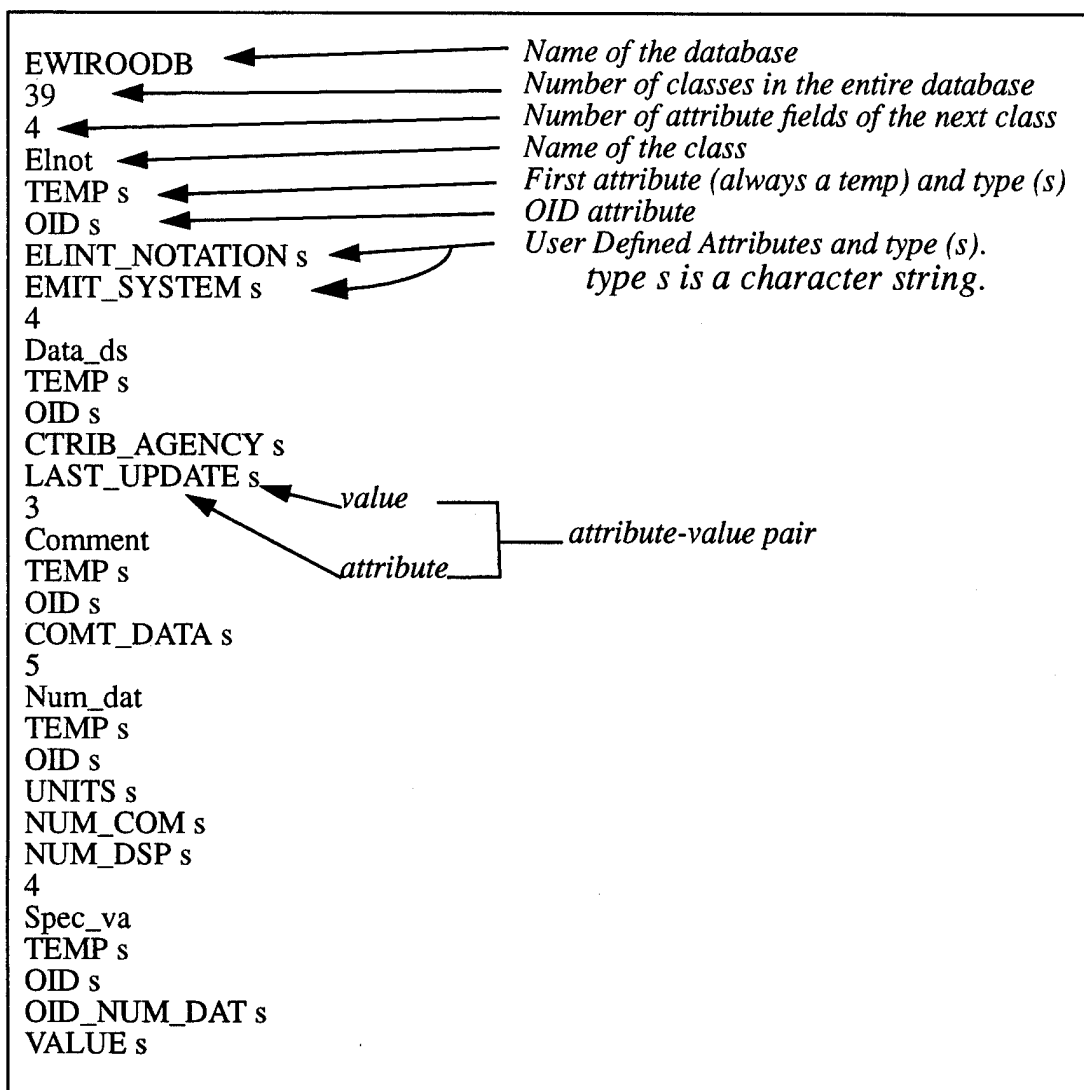 EWIROODB Name of the database
39 Number of classes in the entire database
4 Number of attribute fields of the next class
Elnot Name of the class
TEMP s First attribute (always a temp) and type (s)
OID s OID attribute
ELINT_NOTATION s User Defined Attributes and type (s).
EMIT_SYSTEM s type s is a character string.
4
Data_ds
TEMP s
OID s
CTRIB_AGENCY s
LAST_UPDATE s
value
3
attribute-value pair
Comment
TEMP s attribute
OID s
COMT_DATA s
5
Num_dat
TEMP s
OID s
UNITS s
NUM_COM s
NUM_DSP s
4
Spec_va
TEMP s
OID s
OID_NUM_DAT s
VALUE s